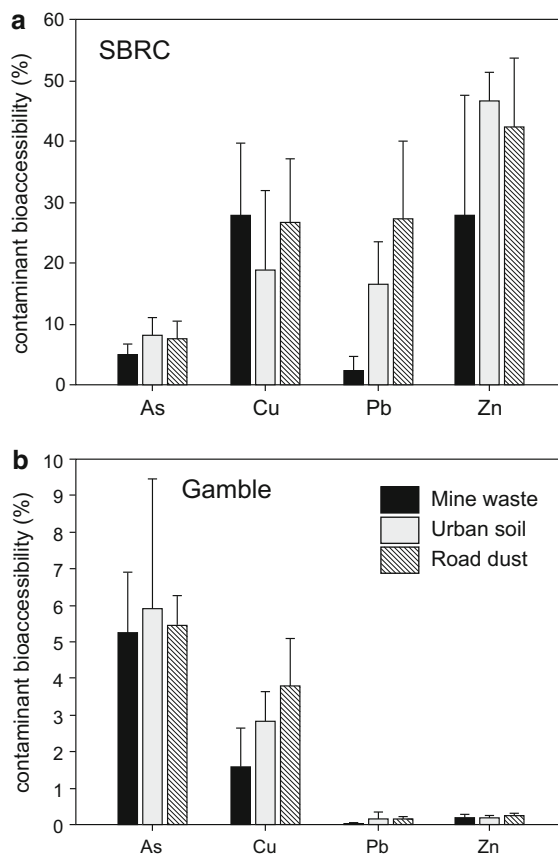 a
SBRC
contaminant bioaccessibility (%)
60
50
40
30
20
10
0
As Cu Pb Zn
b
Gamble
contaminant bioaccessibility (%)
10
9
8
7
6
5
4
3
2
1
0
Mine waste
Urban soil
Road dust
As Cu Pb Zn